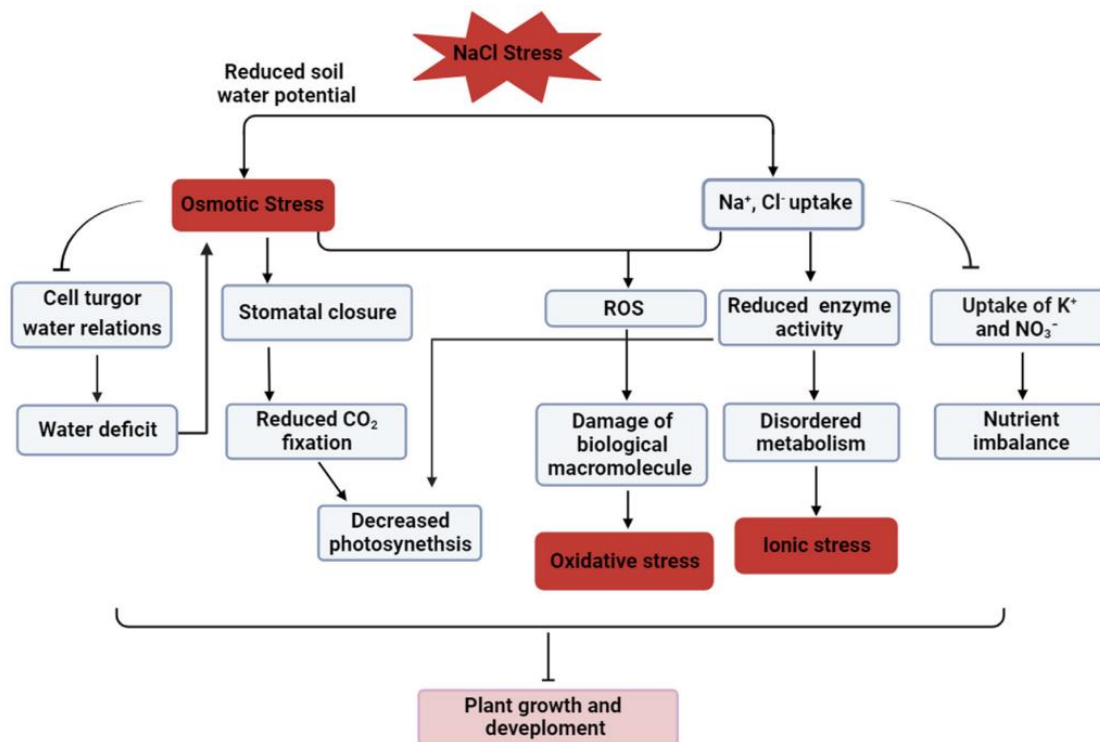 NaCl Stress
Reduced soil
water potential
Osmotic Stress
Na⁺, Cl⁻ uptake
Cell turgor
water relations
Stomatal closure
ROS
Reduced enzyme
activity
Uptake of K⁺
and NO₃⁻
Water deficit
Reduced CO₂
fixation
Damage of
biological
macromolecule
Disordered
metabolism
Nutrient
imbalance
Decreased
photosynethsis
Oxidative stress
Ionic stress
Plant growth and
deveploment